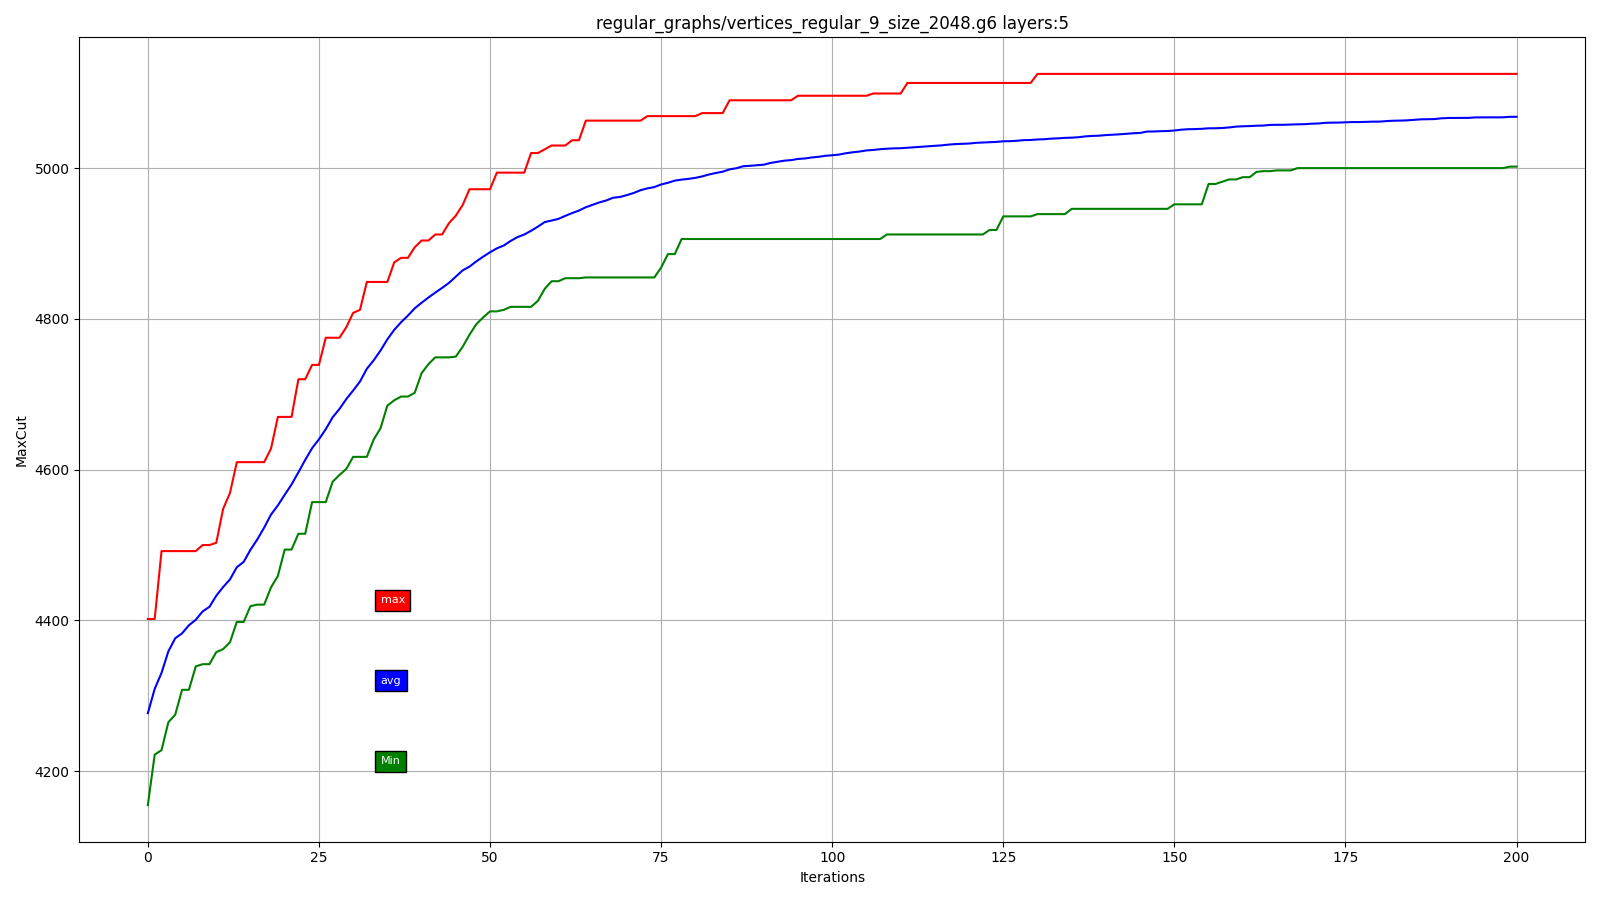 regular_graphs/vertices_regular_9_size_2048.g6 layers:5
MaxCut
5000
4800
4600
4400
4200
max
avg
Min
0 25 50 75 100 125 150 175 200
Iterations